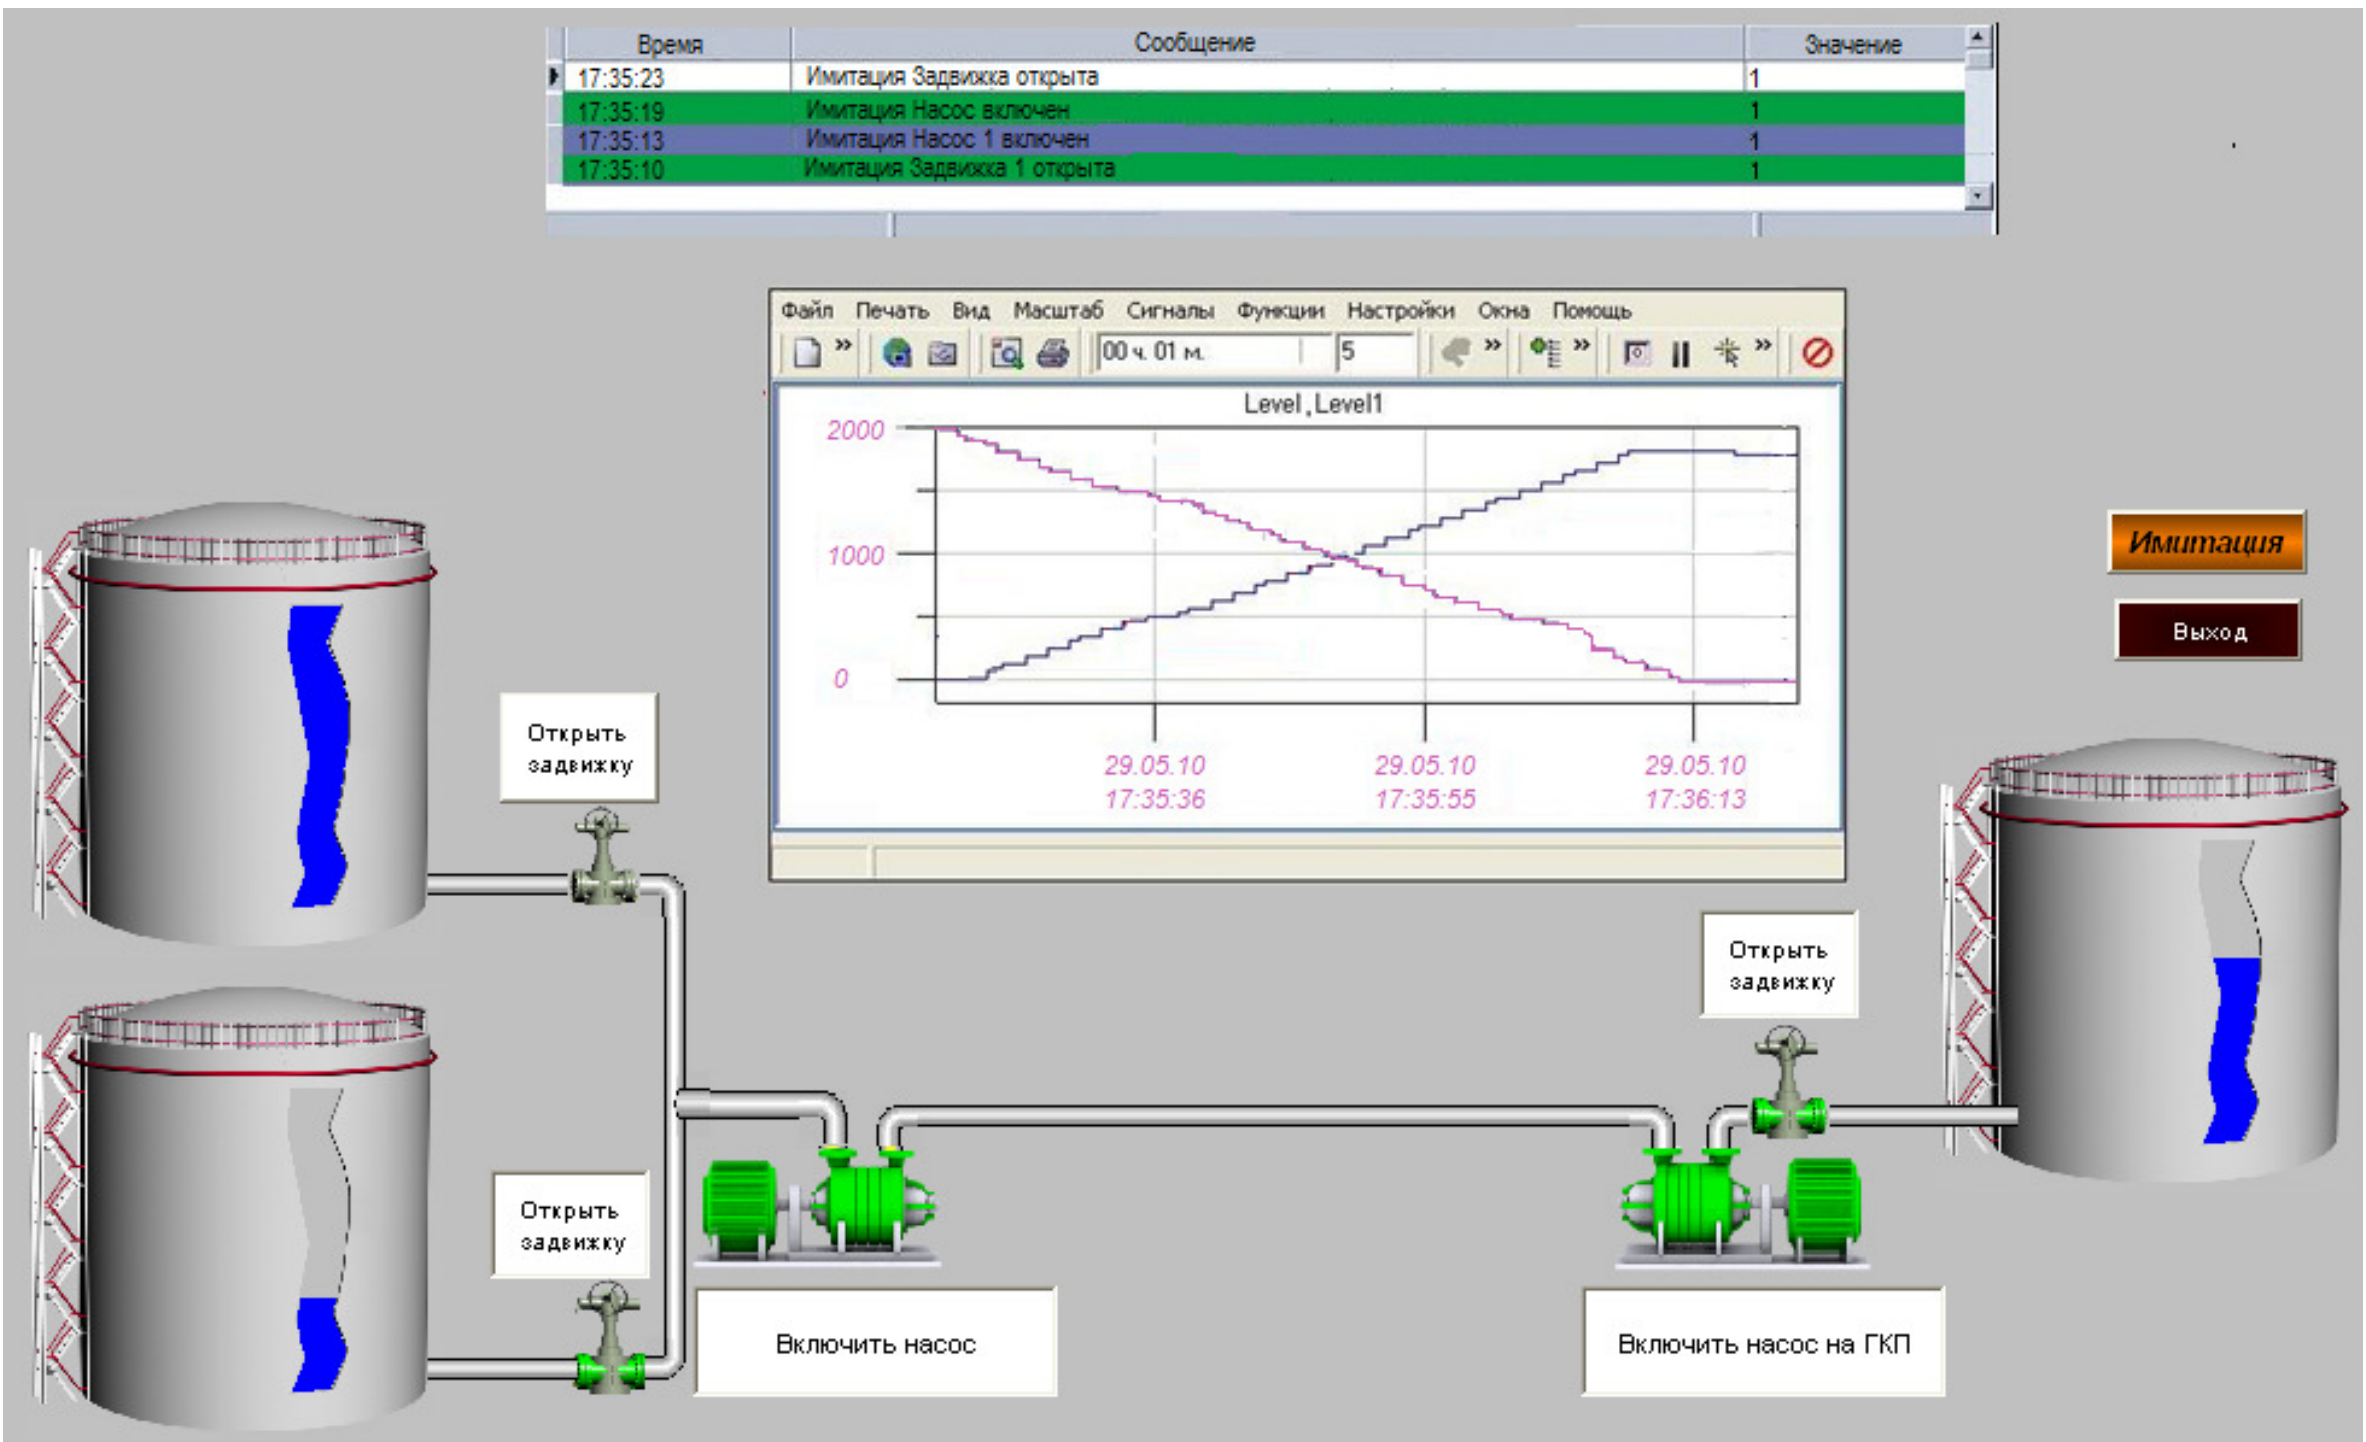 Время Сообщение Значение
17:35:23 Имитация Задвижка открыта 1
17:35:19 Имитация Насос включен 1
17:35:13 Имитация Насос 1 включен 1
17:35:10 Имитация Задвижка 1 открыта 1
Файл Печать Вид Масштаб Сигналы Функции Настройки Окна Помощь
00 ч. 01 м. 5
Level ,Level1
2000
1000
0
29.05.10 29.05.10 29.05.10
17:35:36 17:35:55 17:36:13
Имитация
Выход
Открыть
задвижку
Открыть
задвижку
Открыть
задвижку
Включить насос
Включить насос на ГКП